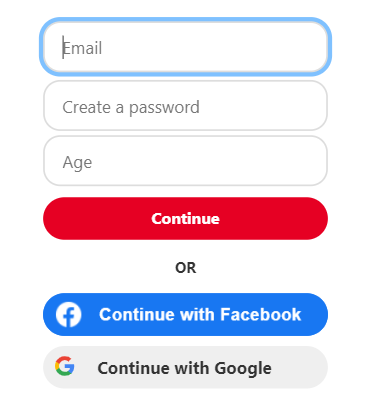 Email
Create a password
Age
Continue
OR
Continue with Facebook
Continue with Google